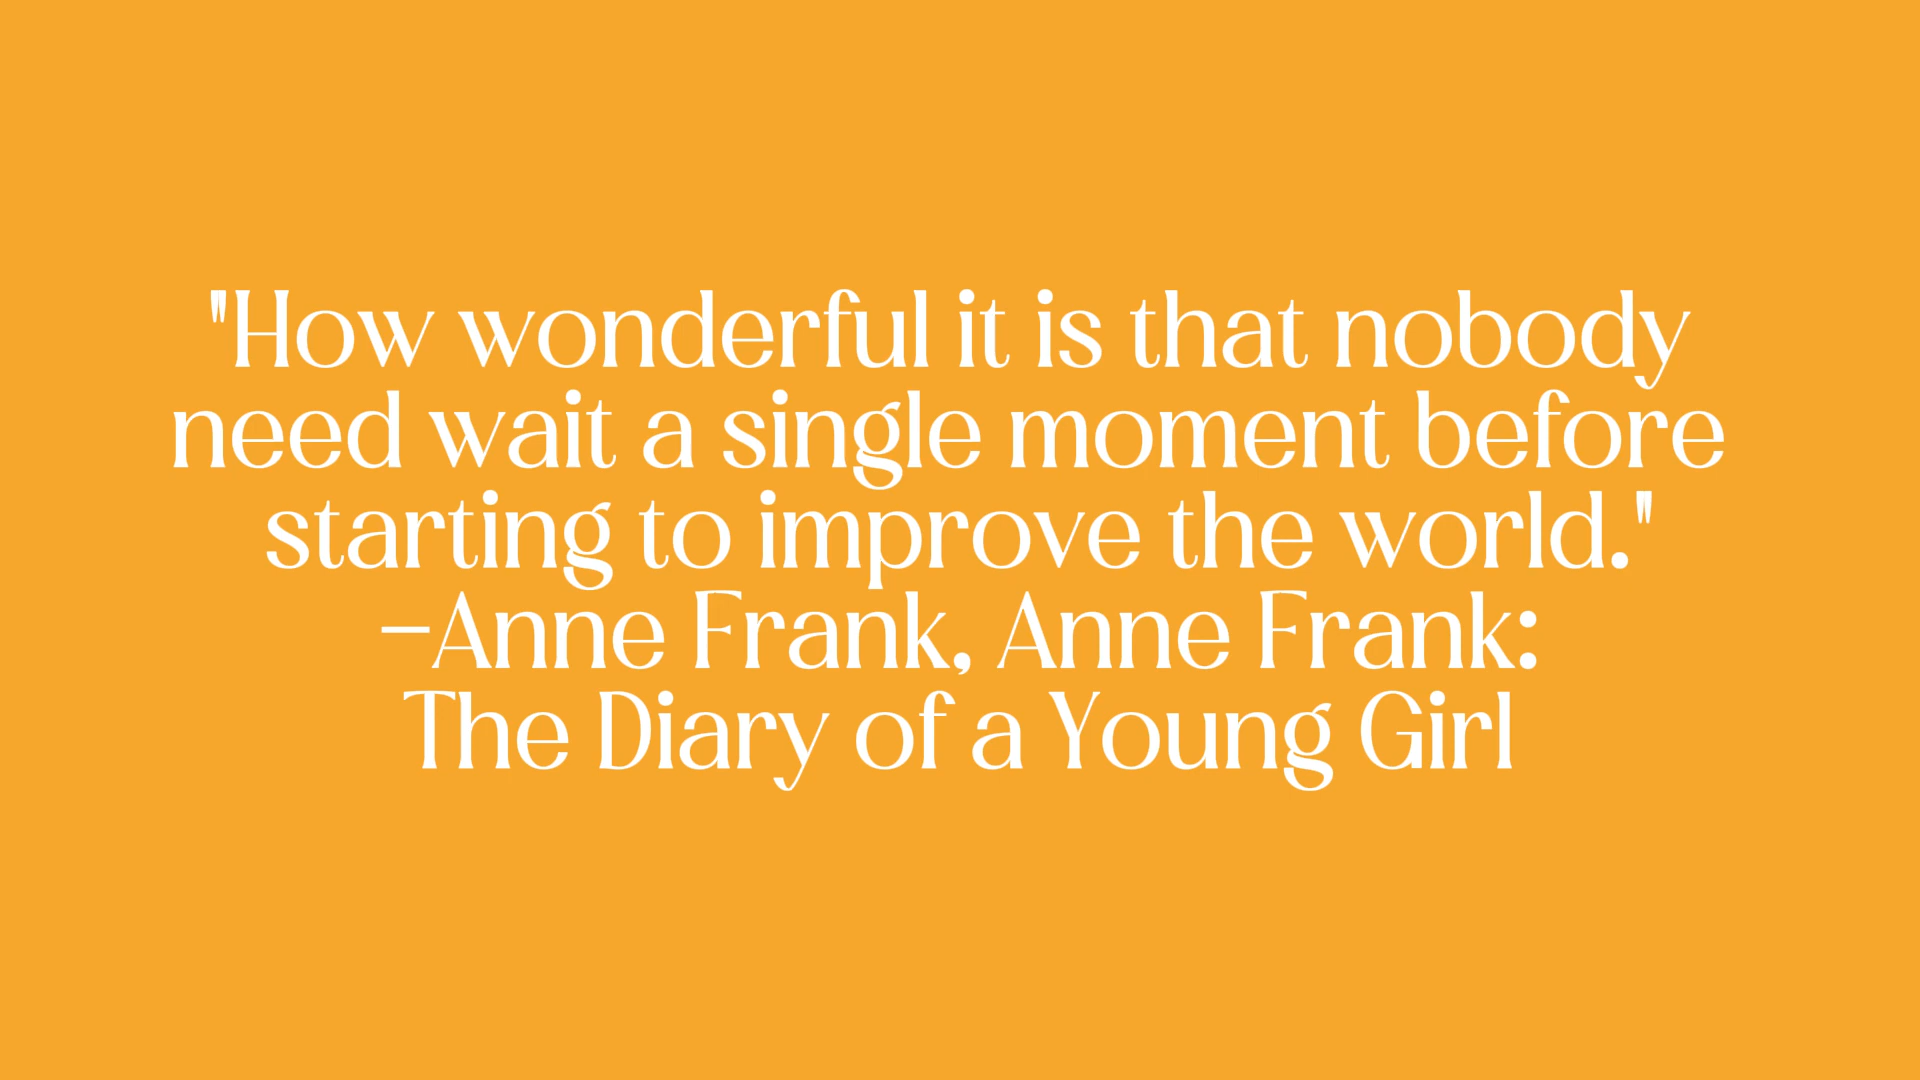 "How wonderful it is that nobody
need wait a single moment before
starting to improve the world."
–Anne Frank, Anne Frank:
The Diary of a Young Girl